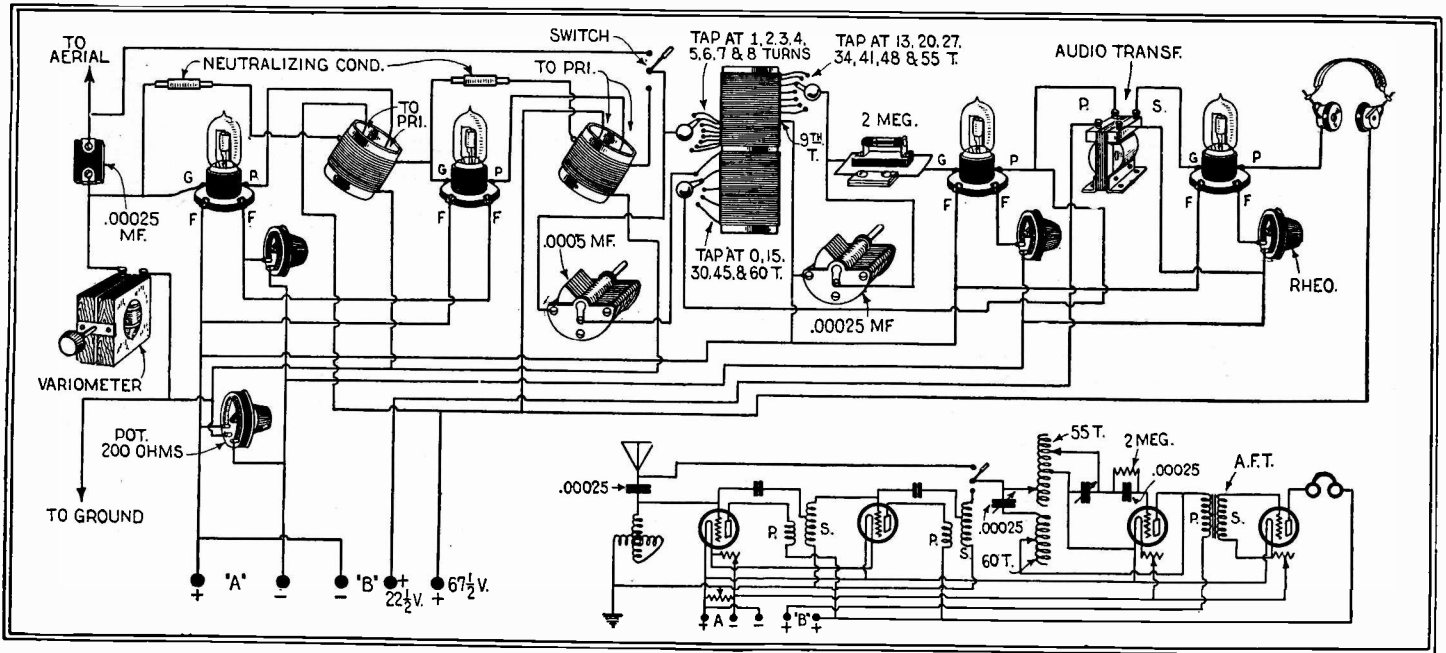 TO
AERIAL
NEUTRALIZING COND.
SWITCH
TO PRI.
TAP AT 1,2,3,4,
5,6,7 & 8 TURNS
TAP AT 13, 20, 27,
34, 41, 48 & 55 T.
AUDIO TRANSF.
P.
S.
TO
PRI.
2 MEG.
9TH
T.
G
P
F
F
G
P
F
F
G
P
F
F
G
P
F
F
.00025
MF.
.0005 MF.
TAP AT 0,15,
30,45,& 60 T.
.00025 MF
RHEO.
VARIOMETER
POT.
200 OHMS
TO GROUND
+
"A"
−
−
"B"
+
22½ V.
+
67½ V.
.00025
P.
S.
P.
S.
.00025
60 T.
55 T.
2 MEG.
.00025
A.F.T.
P.
S.
+
A
−
−
+
"B"
+